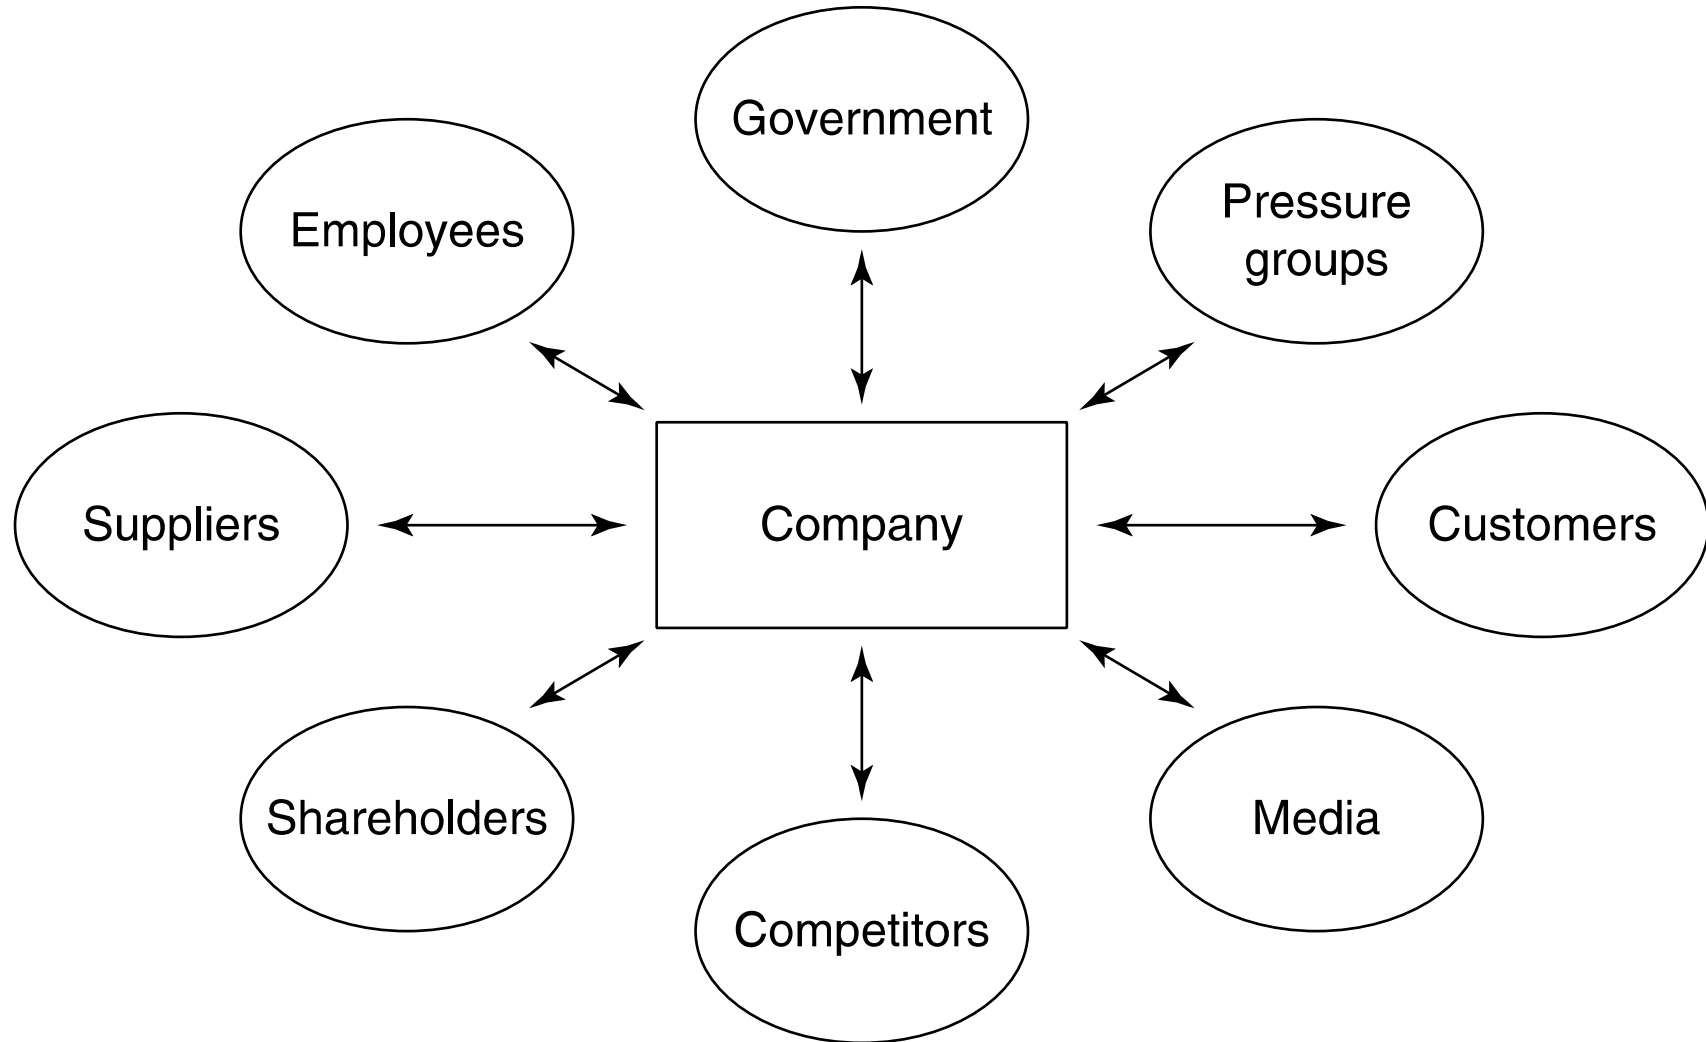 Government
Employees
Pressure
groups
Suppliers
Company
Customers
Shareholders
Media
Competitors